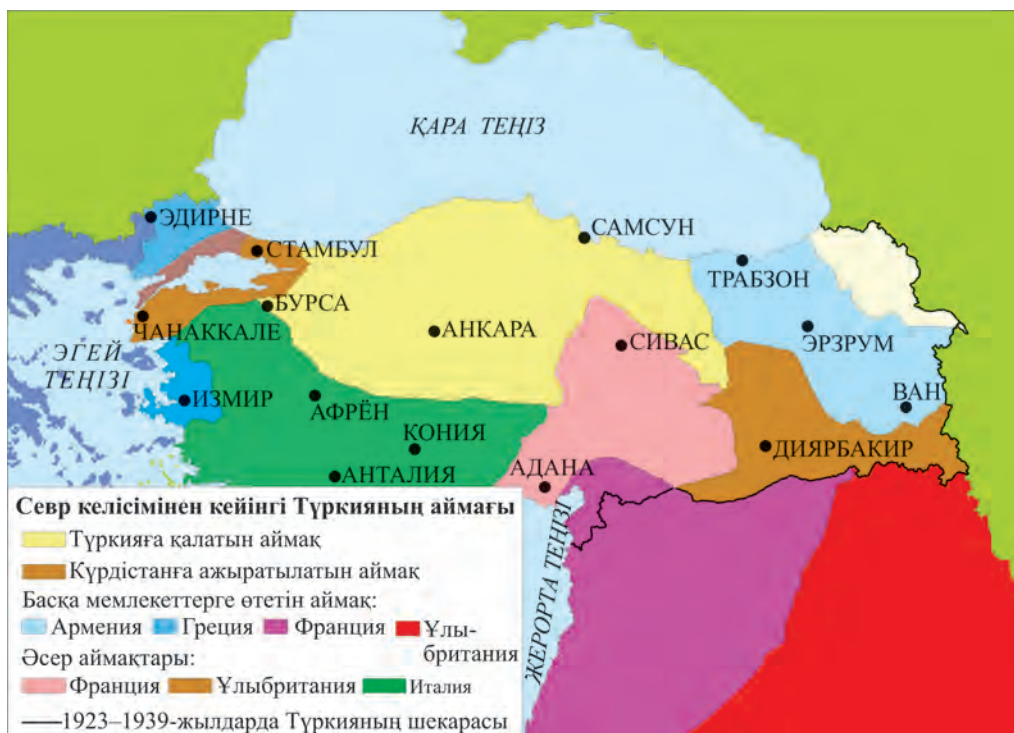 ҚАРА ТЕҢІЗ
ЭДИРНЕ
СТАМБУЛ
САМСУН
ТРАБЗОН
БУРСА
ЧАНАККАЛЕ
АНКАРА
СИВАС
ЭРЗРУМ
ЭГЕЙ
ТЕҢІЗІ
ИЗМИР
АФРЁН
ВАН
КОНИЯ
ДИЯРБАКИР
АНТАЛИЯ
АДАНА
ЖЕРОРТА ТЕҢІЗІ
Севр келісімінен кейінгі Түркияның аймағы
Түркияға қалатын аймақ
Күрдістанға ажыратылатын аймақ
Басқа мемлекеттерге өтетін аймақ:
Армения Греция Франция Ұлы-
британия
Әсер аймақтары:
Франция Ұлыбритания Италия
1923–1939-жылдарда Түркияның шекарасы